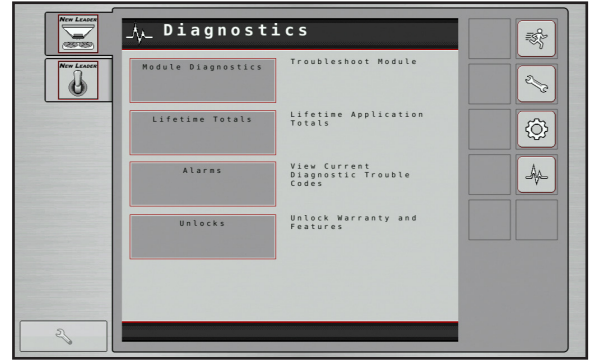 NEW LEADER
NEW LEADER
Diagnostics
Module Diagnostics
Troubleshoot Module
Lifetime Totals
Lifetime Application
Totals
Alarms
View Current
Diagnostic Trouble
Codes
Unlocks
Unlock Warranty and
Features